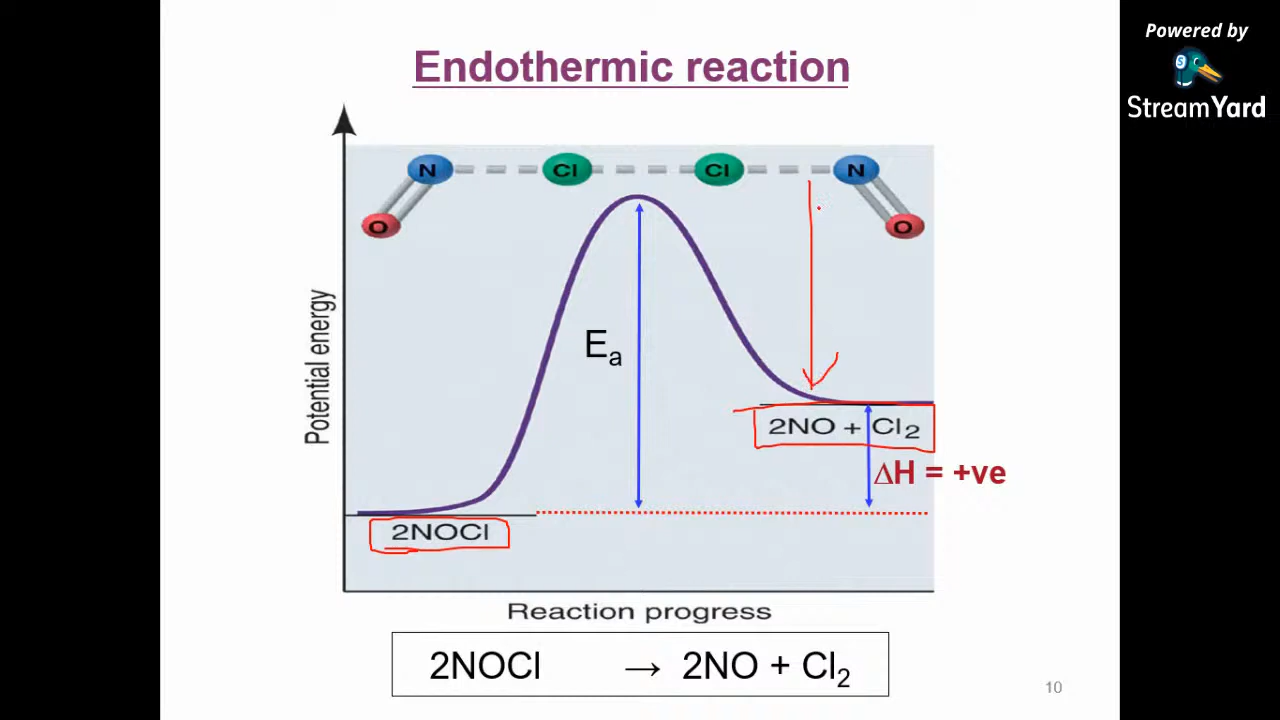 Powered by
StreamYard
Endothermic reaction
N Cl Cl N
O O
Potential energy
Ea
2NO + Cl2
ΔH = +ve
2NOCl
Reaction progress
2NOCl → 2NO + Cl2
10